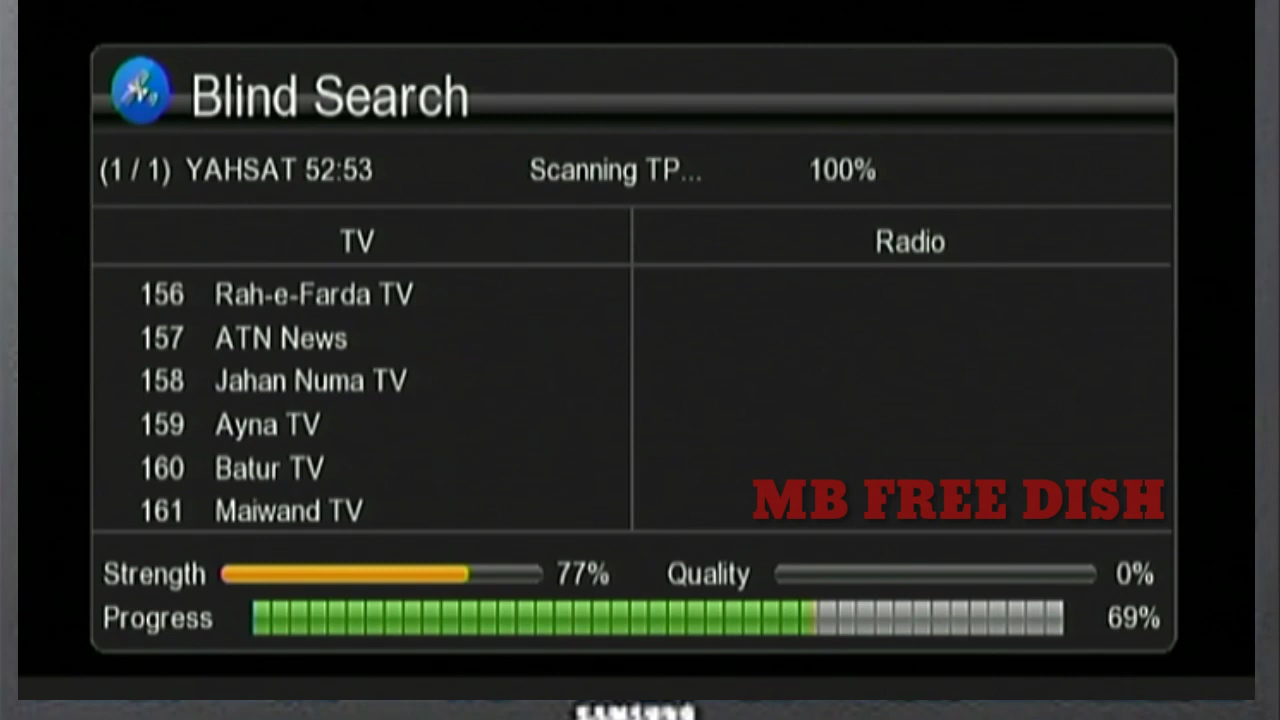 Blind Search
(1 / 1) YAHSAT 52:53 Scanning TP... 100%
TV Radio
156 Rah-e-Farda TV
157 ATN News
158 Jahan Numa TV
159 Ayna TV
160 Batur TV
161 Maiwand TV
MB FREE DISH
Strength 77% Quality 0%
Progress 69%
SAMSUNG